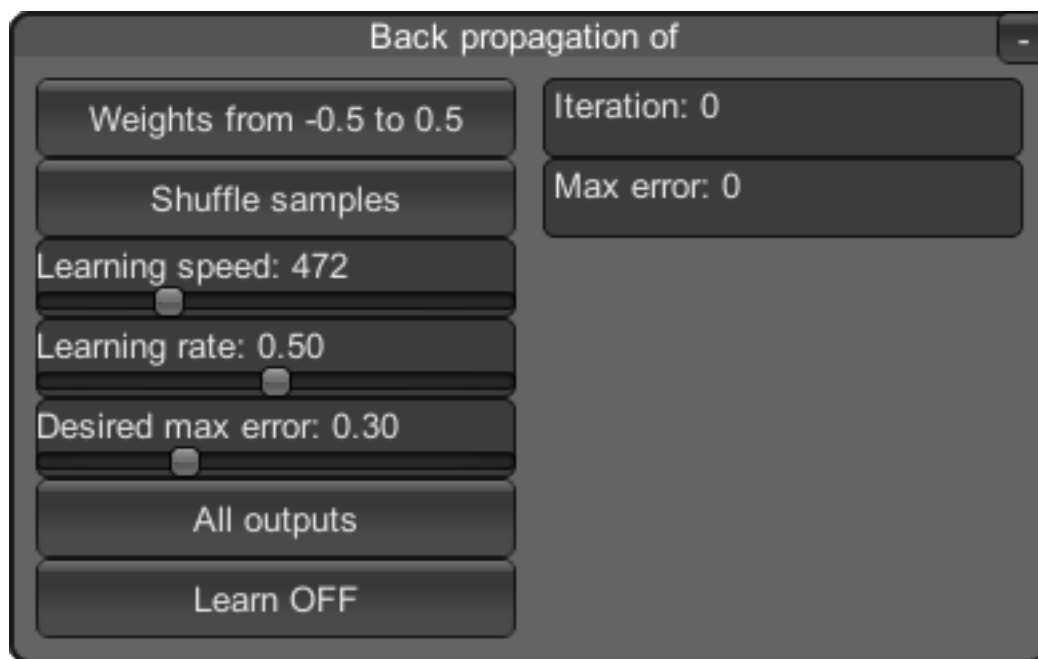 Back propagation of
-
Weights from -0.5 to 0.5
Shuffle samples
Learning speed: 472
Learning rate: 0.50
Desired max error: 0.30
All outputs
Learn OFF
Iteration: 0
Max error: 0